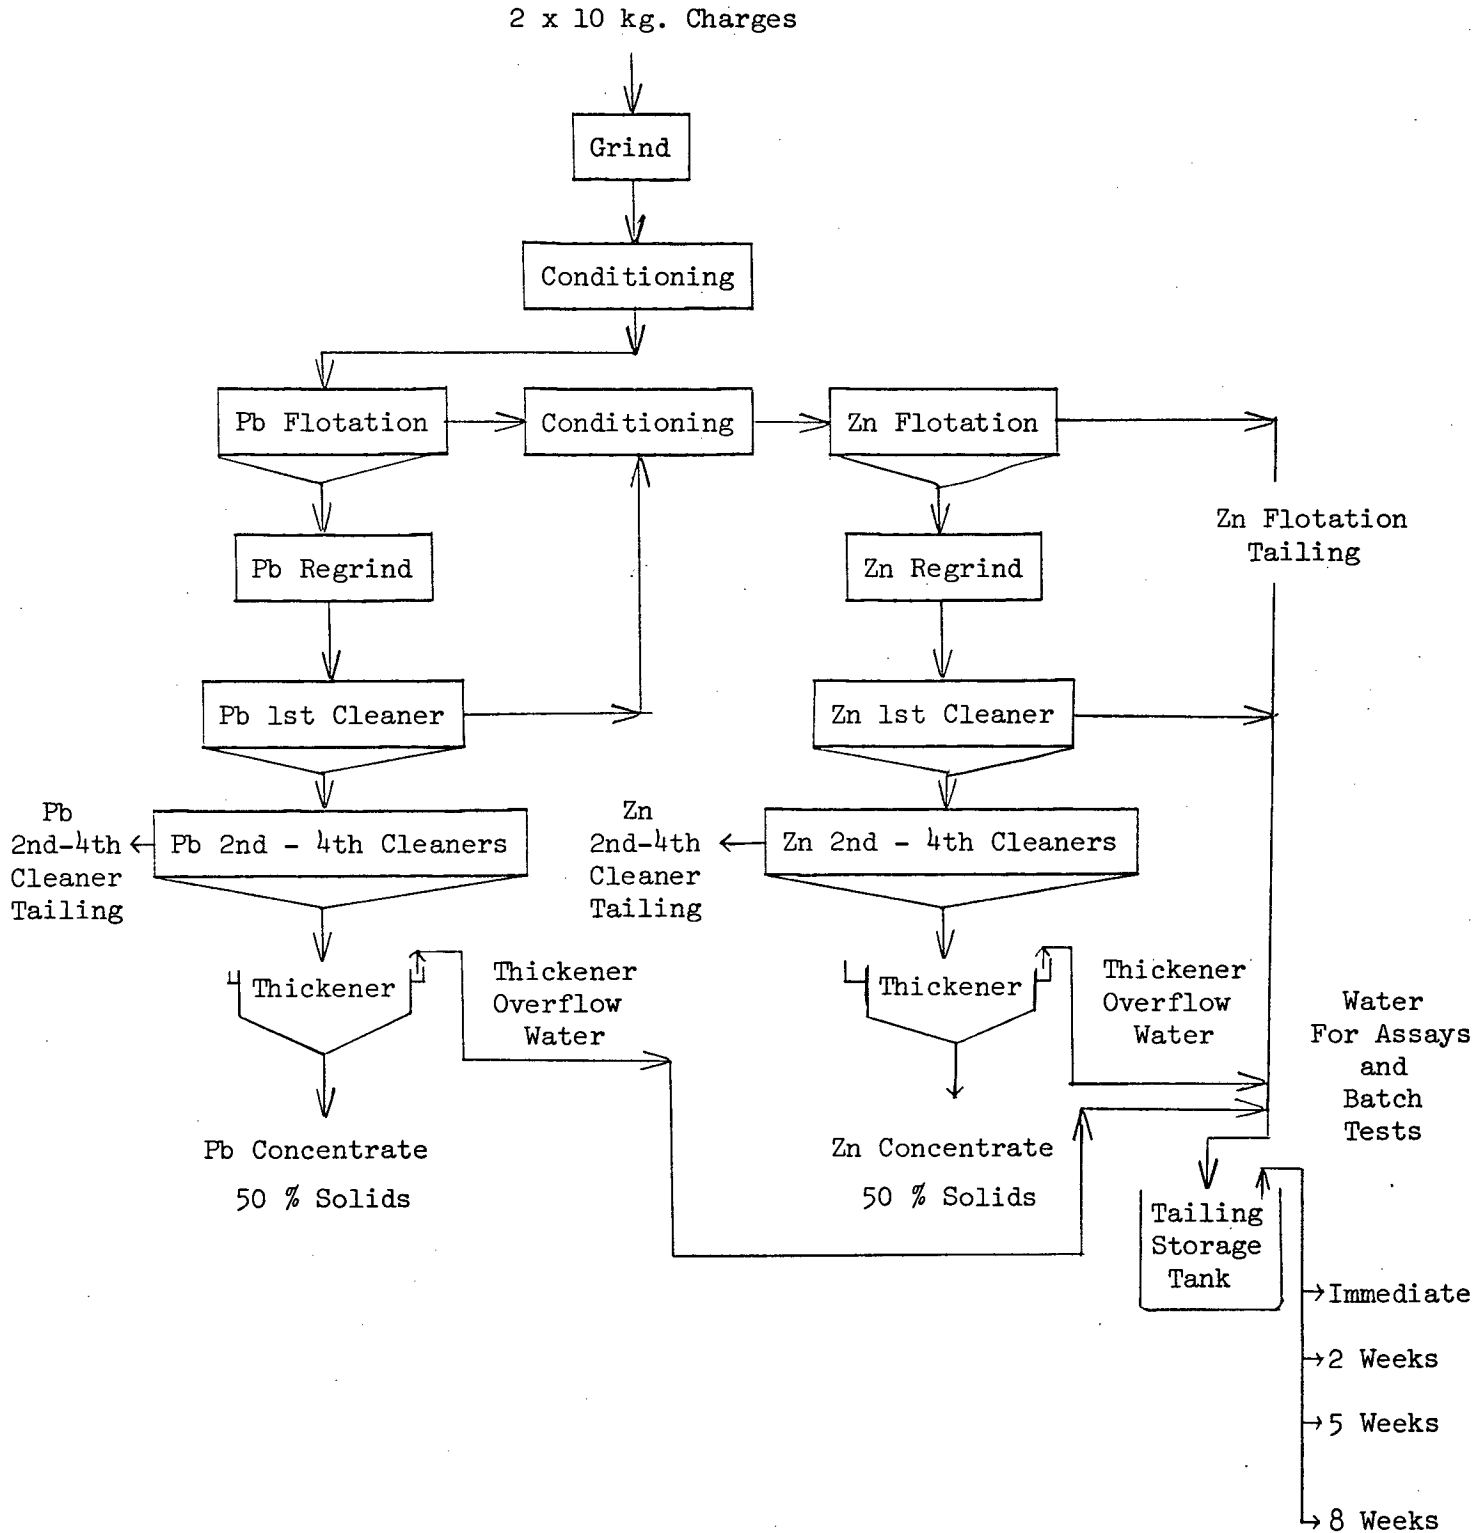 2 x 10 kg. Charges
Grind
Conditioning
Pb Flotation
Conditioning
Zn Flotation
Zn Flotation
Tailing
Pb Regrind
Zn Regrind
Pb 1st Cleaner
Zn 1st Cleaner
Pb
2nd-4th
Cleaner
Tailing
Pb 2nd - 4th Cleaners
Zn
2nd-4th
Cleaner
Tailing
Zn 2nd - 4th Cleaners
Thickener
Thickener
Overflow
Water
Thickener
Thickener
Overflow
Water
Water
For Assays
and
Batch
Tests
Pb Concentrate
50 % Solids
Zn Concentrate
50 % Solids
Tailing
Storage
Tank
Immediate
2 Weeks
5 Weeks
8 Weeks